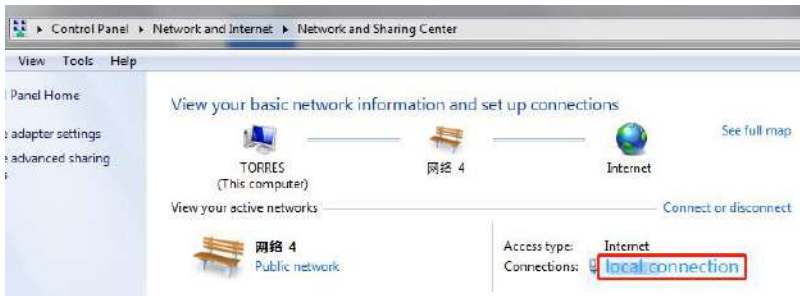 Control Panel ▸ Network and Internet ▸ Network and Sharing Center
View Tools Help
Panel Home
adapter settings
advanced sharing
s
View your basic network information and set up connections
See full map
TORRES
(This computer)
网络 4
Internet
View your active networks
Connect or disconnect
网络 4
Public network
Access type: Internet
Connections: local connection